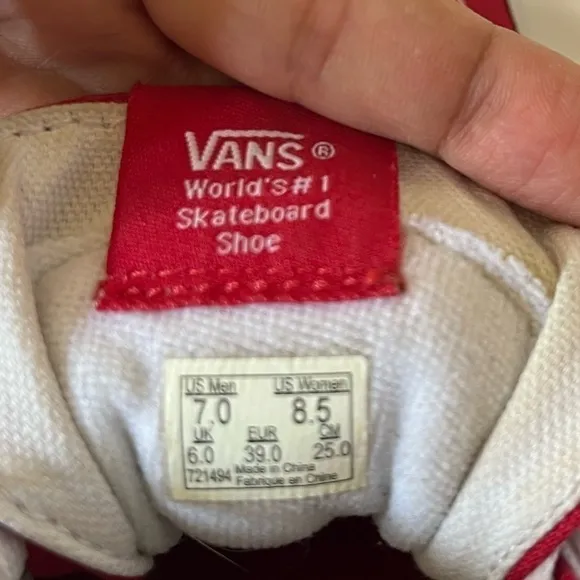 VANS®
World's #1
Skateboard
Shoe
US Men US Women
7.0 8.5
UK EUR CM
6.0 39.0 25.0
721494 Made in China
Fabriqué en China